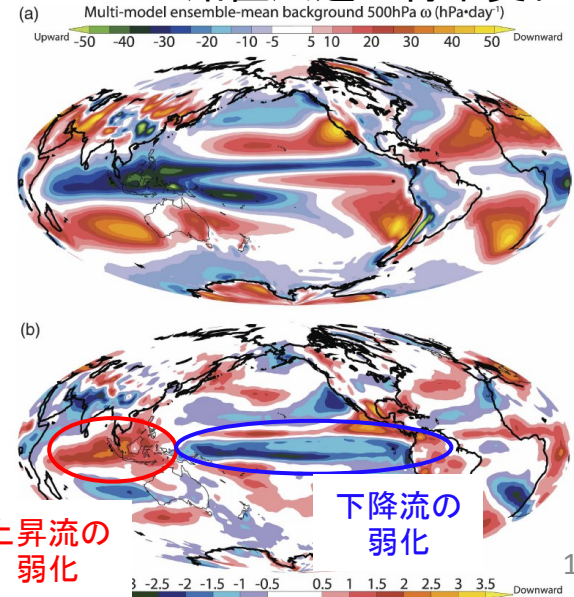 (a) Multi-model ensemble-mean background 500hPa ω (hPa•day⁻¹)
Upward -50 -40 -30 -20 -10 -5 5 10 20 30 40 50 Downward
(b)
上昇流の
弱化
下降流の
弱化
1
3 -2.5 -2 -1.5 -1 -0.5 0.5 1 1.5 2 2.5 3 3.5 Downward